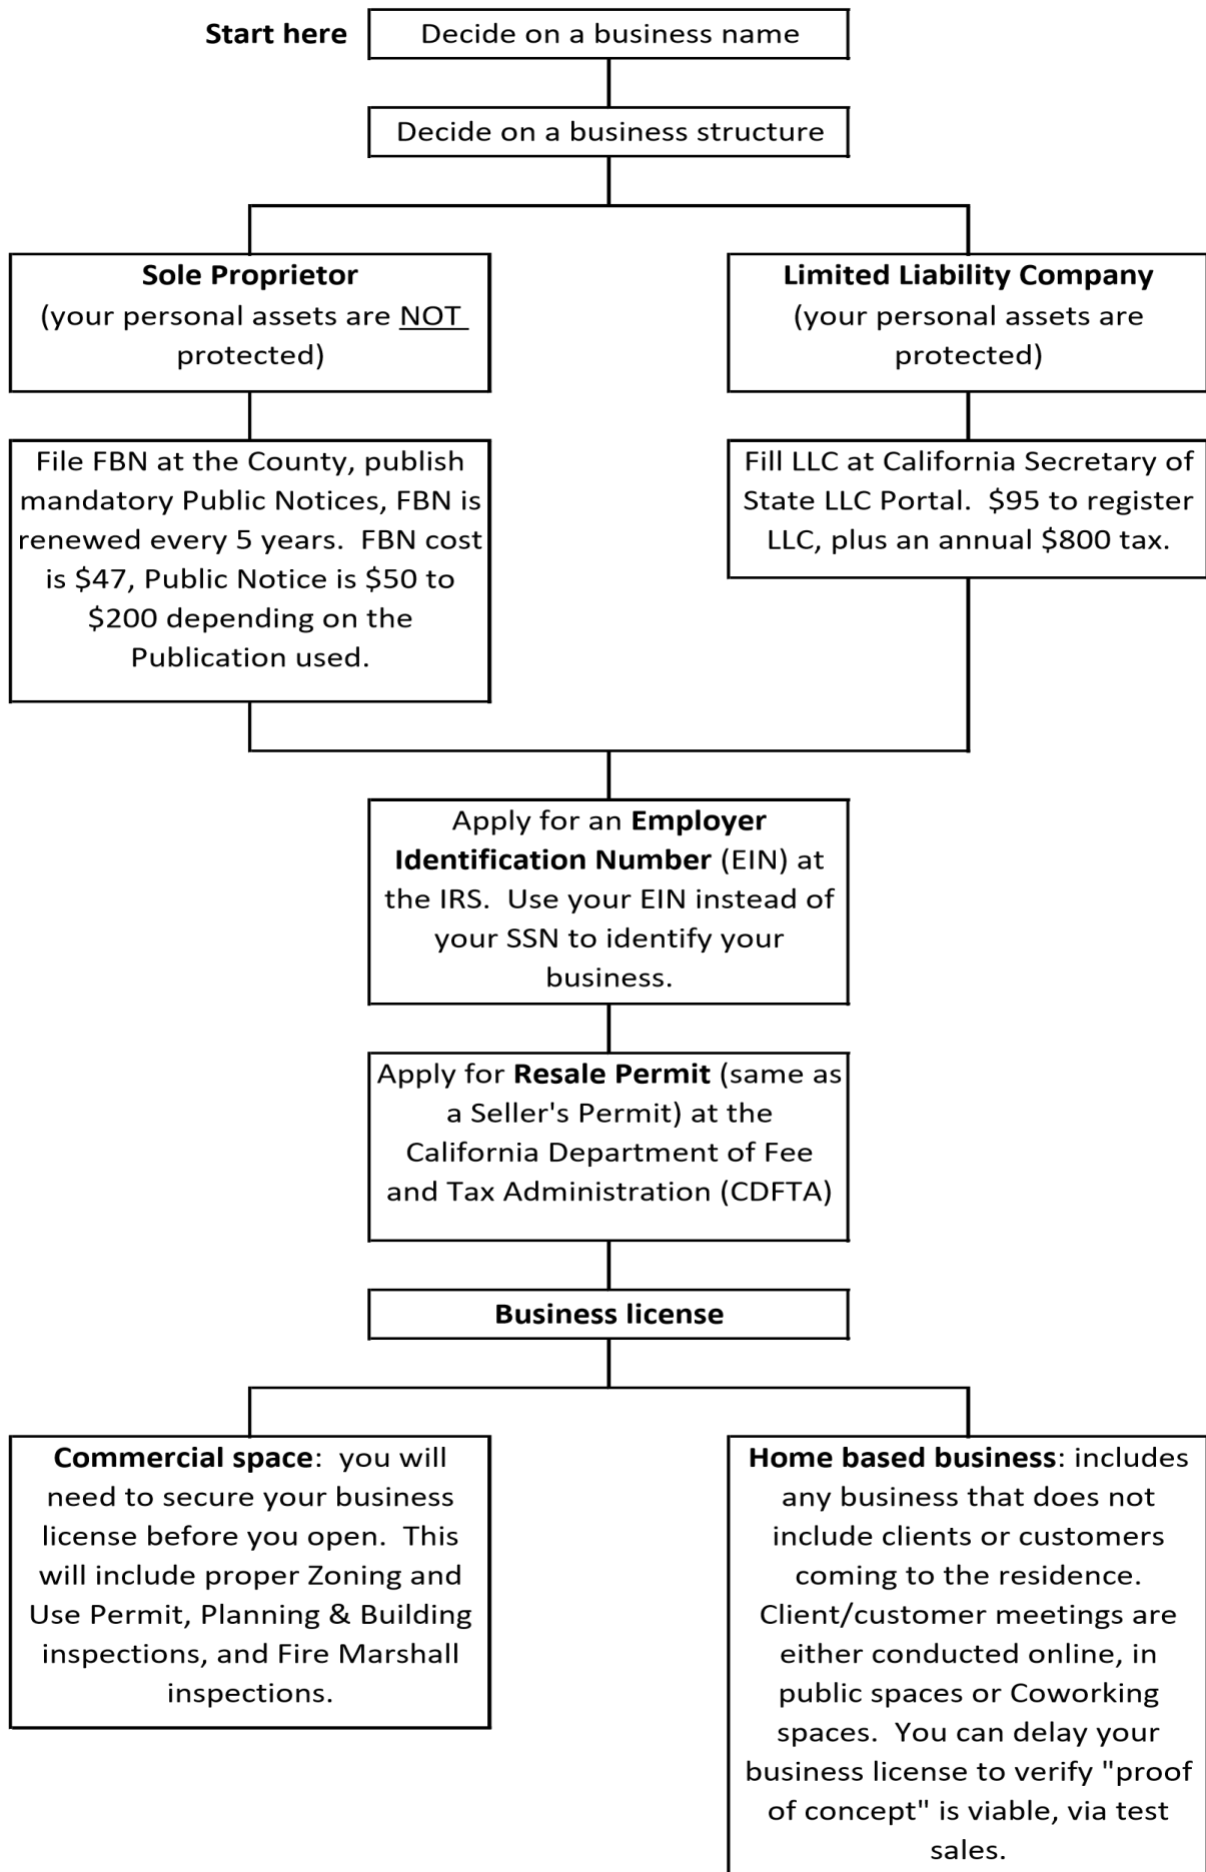 Start here
Decide on a business name
Decide on a business structure
Sole Proprietor
(your personal assets are NOT
protected)
Limited Liability Company
(your personal assets are
protected)
File FBN at the County, publish
mandatory Public Notices, FBN is
renewed every 5 years.  FBN cost
is $47, Public Notice is $50 to
$200 depending on the
Publication used.
Fill LLC at California Secretary of
State LLC Portal.  $95 to register
LLC, plus an annual $800 tax.
Apply for an Employer
Identification Number (EIN) at
the IRS.  Use your EIN instead of
your SSN to identify your
business.
Apply for Resale Permit (same as
a Seller's Permit) at the
California Department of Fee
and Tax Administration (CDFTA)
Business license
Commercial space:  you will
need to secure your business
license before you open.  This
will include proper Zoning and
Use Permit, Planning & Building
inspections, and Fire Marshall
inspections.
Home based business: includes
any business that does not
include clients or customers
coming to the residence.
Client/customer meetings are
either conducted online, in
public spaces or Coworking
spaces.  You can delay your
business license to verify "proof
of concept" is viable, via test
sales.